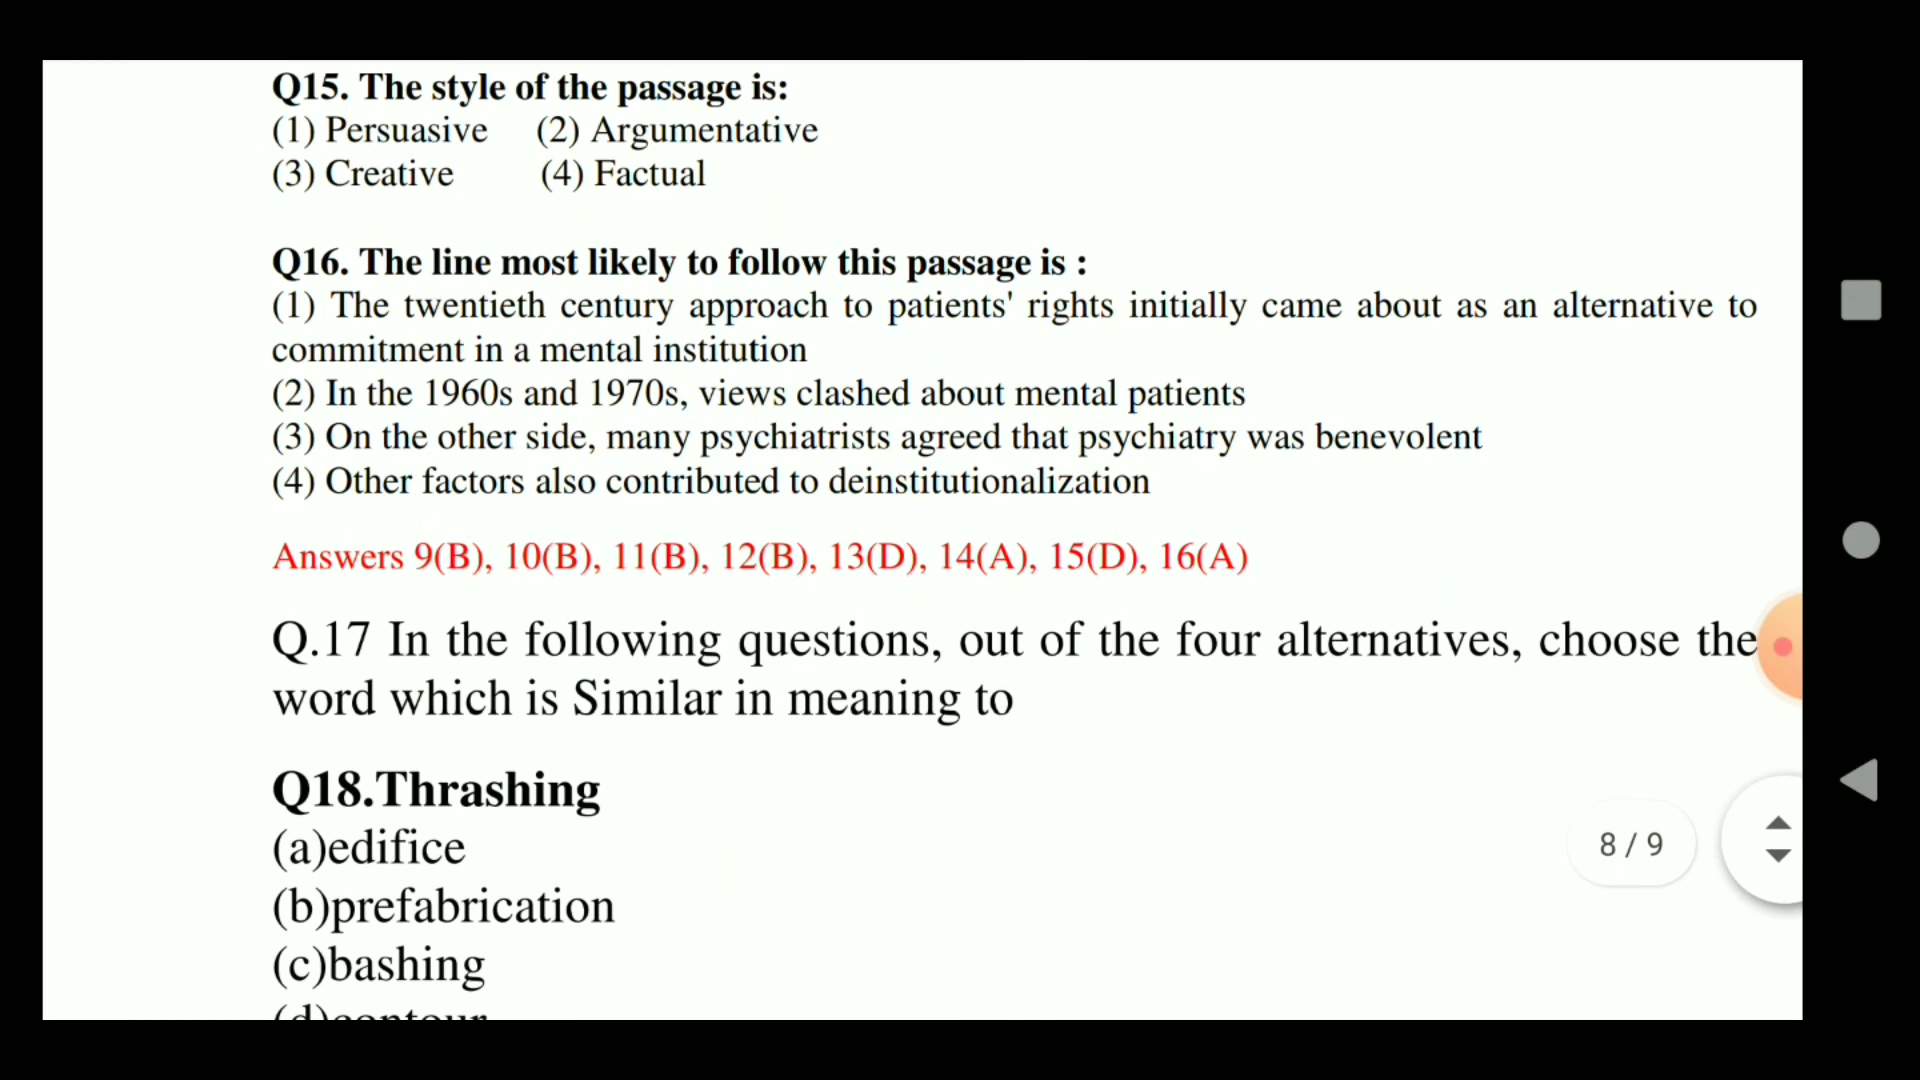 Q15. The style of the passage is:
(1) Persuasive (2) Argumentative
(3) Creative (4) Factual
Q16. The line most likely to follow this passage is :
(1) The twentieth century approach to patients' rights initially came about as an alternative to
commitment in a mental institution
(2) In the 1960s and 1970s, views clashed about mental patients
(3) On the other side, many psychiatrists agreed that psychiatry was benevolent
(4) Other factors also contributed to deinstitutionalization
Answers 9(B), 10(B), 11(B), 12(B), 13(D), 14(A), 15(D), 16(A)
Q.17 In the following questions, out of the four alternatives, choose the
word which is Similar in meaning to
Q18.Thrashing
(a)edifice
(b)prefabrication
(c)bashing
(d)contour
8 / 9